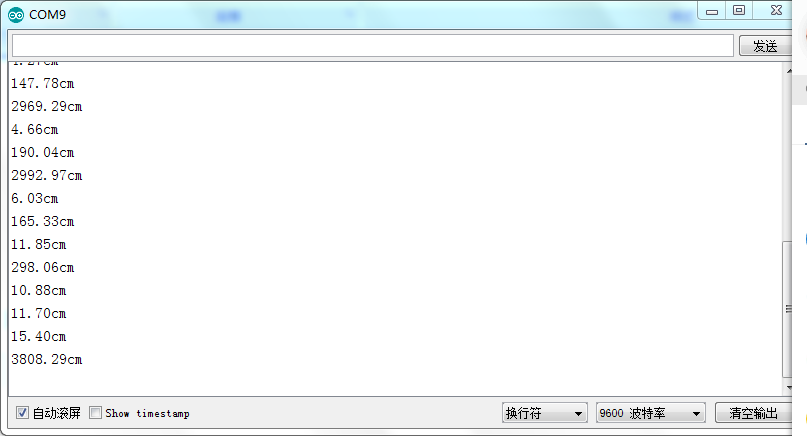 COM9
发送
147.78cm
2969.29cm
4.66cm
190.04cm
2992.97cm
6.03cm
165.33cm
11.85cm
298.06cm
10.88cm
11.70cm
15.40cm
3808.29cm
自动滚屏 Show timestamp 换行符 9600 波特率 清空输出